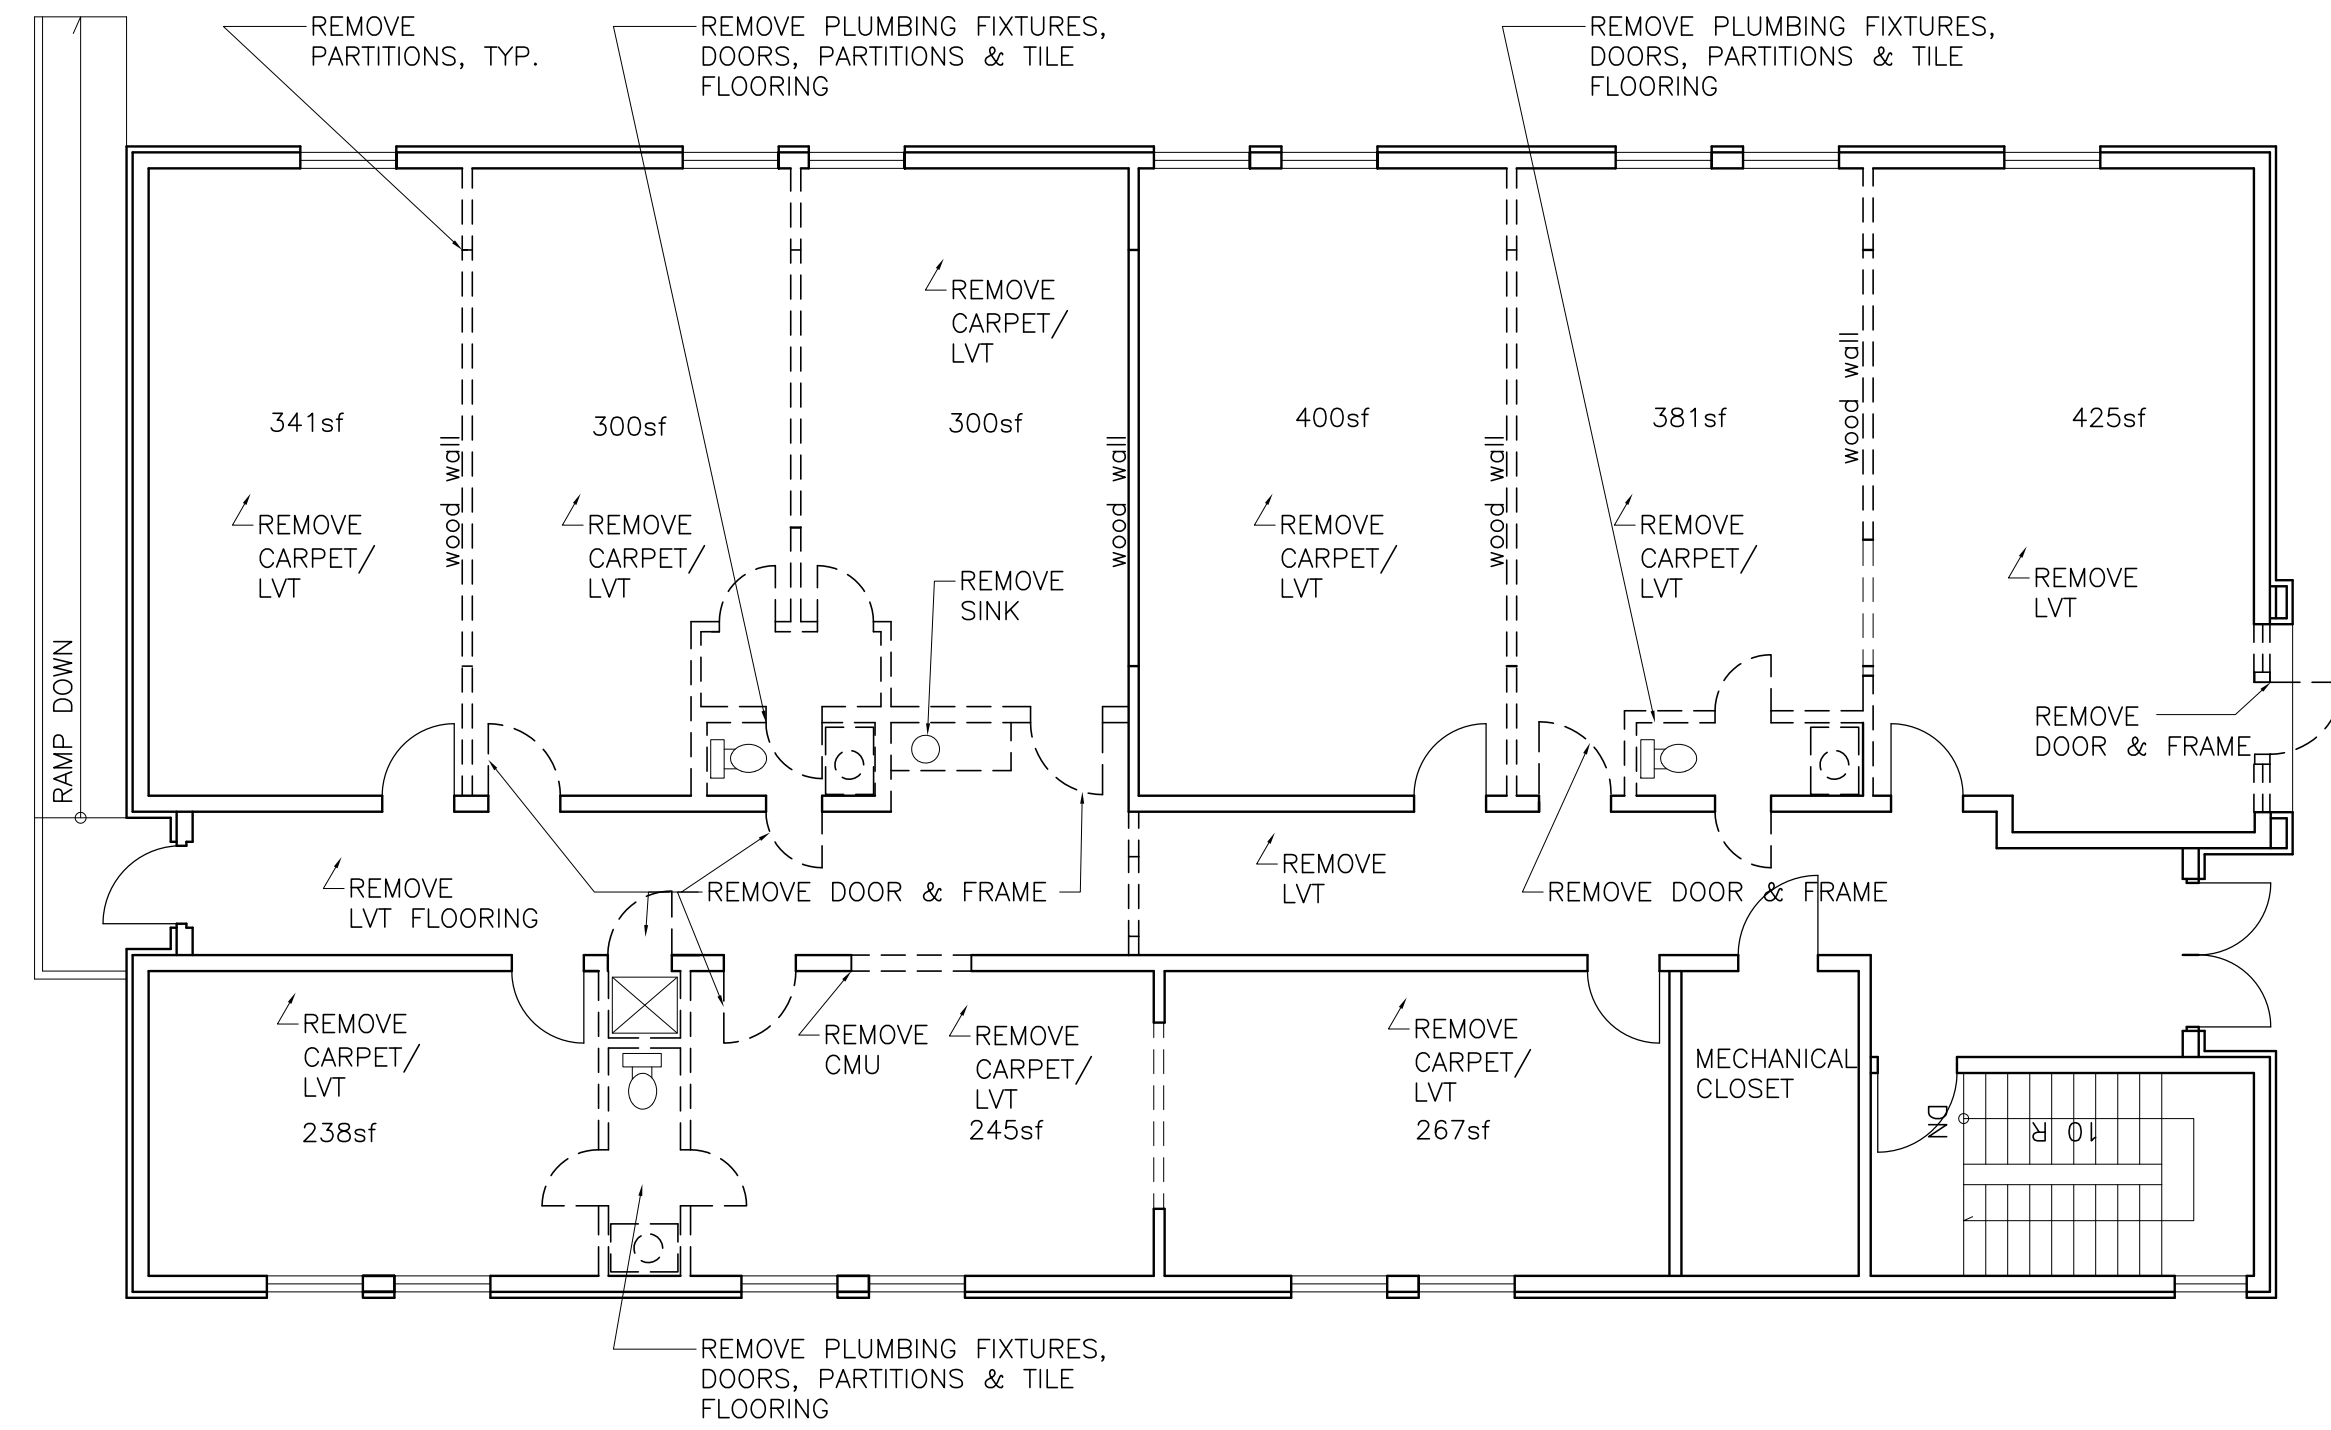 REMOVE
PARTITIONS, TYP.
REMOVE PLUMBING FIXTURES,
DOORS, PARTITIONS & TILE
FLOORING
REMOVE PLUMBING FIXTURES,
DOORS, PARTITIONS & TILE
FLOORING
REMOVE
CARPET/
LVT
341sf
300sf
300sf
400sf
381sf
425sf
wood wall
wood wall
wood wall
wood wall
REMOVE
CARPET/
LVT
REMOVE
CARPET/
LVT
REMOVE
SINK
REMOVE
CARPET/
LVT
REMOVE
CARPET/
LVT
REMOVE
LVT
RAMP DOWN
REMOVE
DOOR & FRAME
REMOVE
LVT FLOORING
REMOVE DOOR & FRAME
REMOVE
LVT
REMOVE DOOR & FRAME
REMOVE
CARPET/
LVT
238sf
REMOVE
CMU
REMOVE
CARPET/
LVT
245sf
REMOVE
CARPET/
LVT
267sf
MECHANICAL
CLOSET
DN
10 R
REMOVE PLUMBING FIXTURES,
DOORS, PARTITIONS & TILE
FLOORING